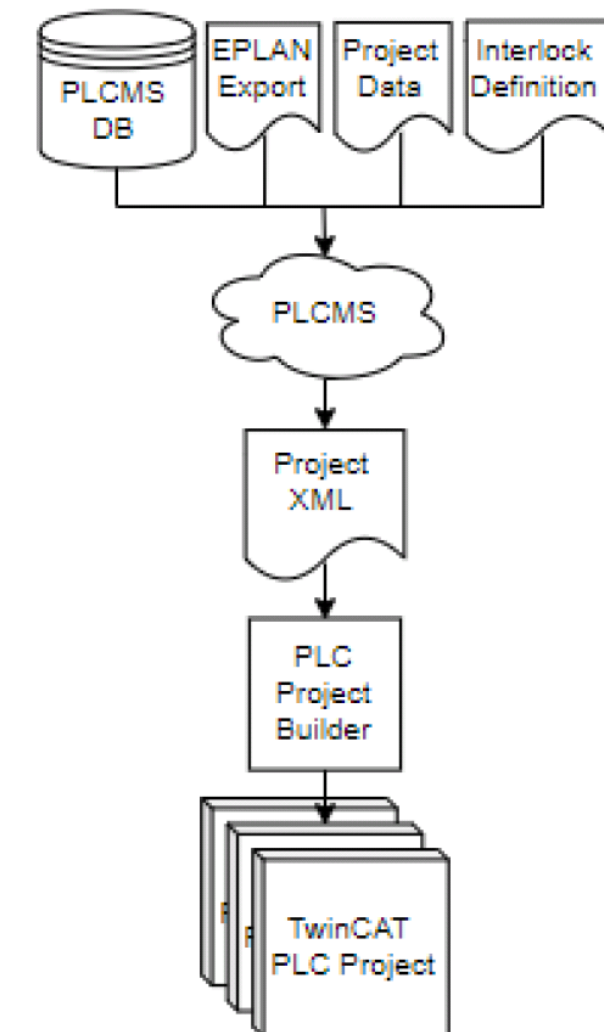 PLCMS
DB
EPLAN
Export
Project
Data
Interlock
Definition
PLCMS
Project
XML
PLC
Project
Builder
TwinCAT
PLC Project